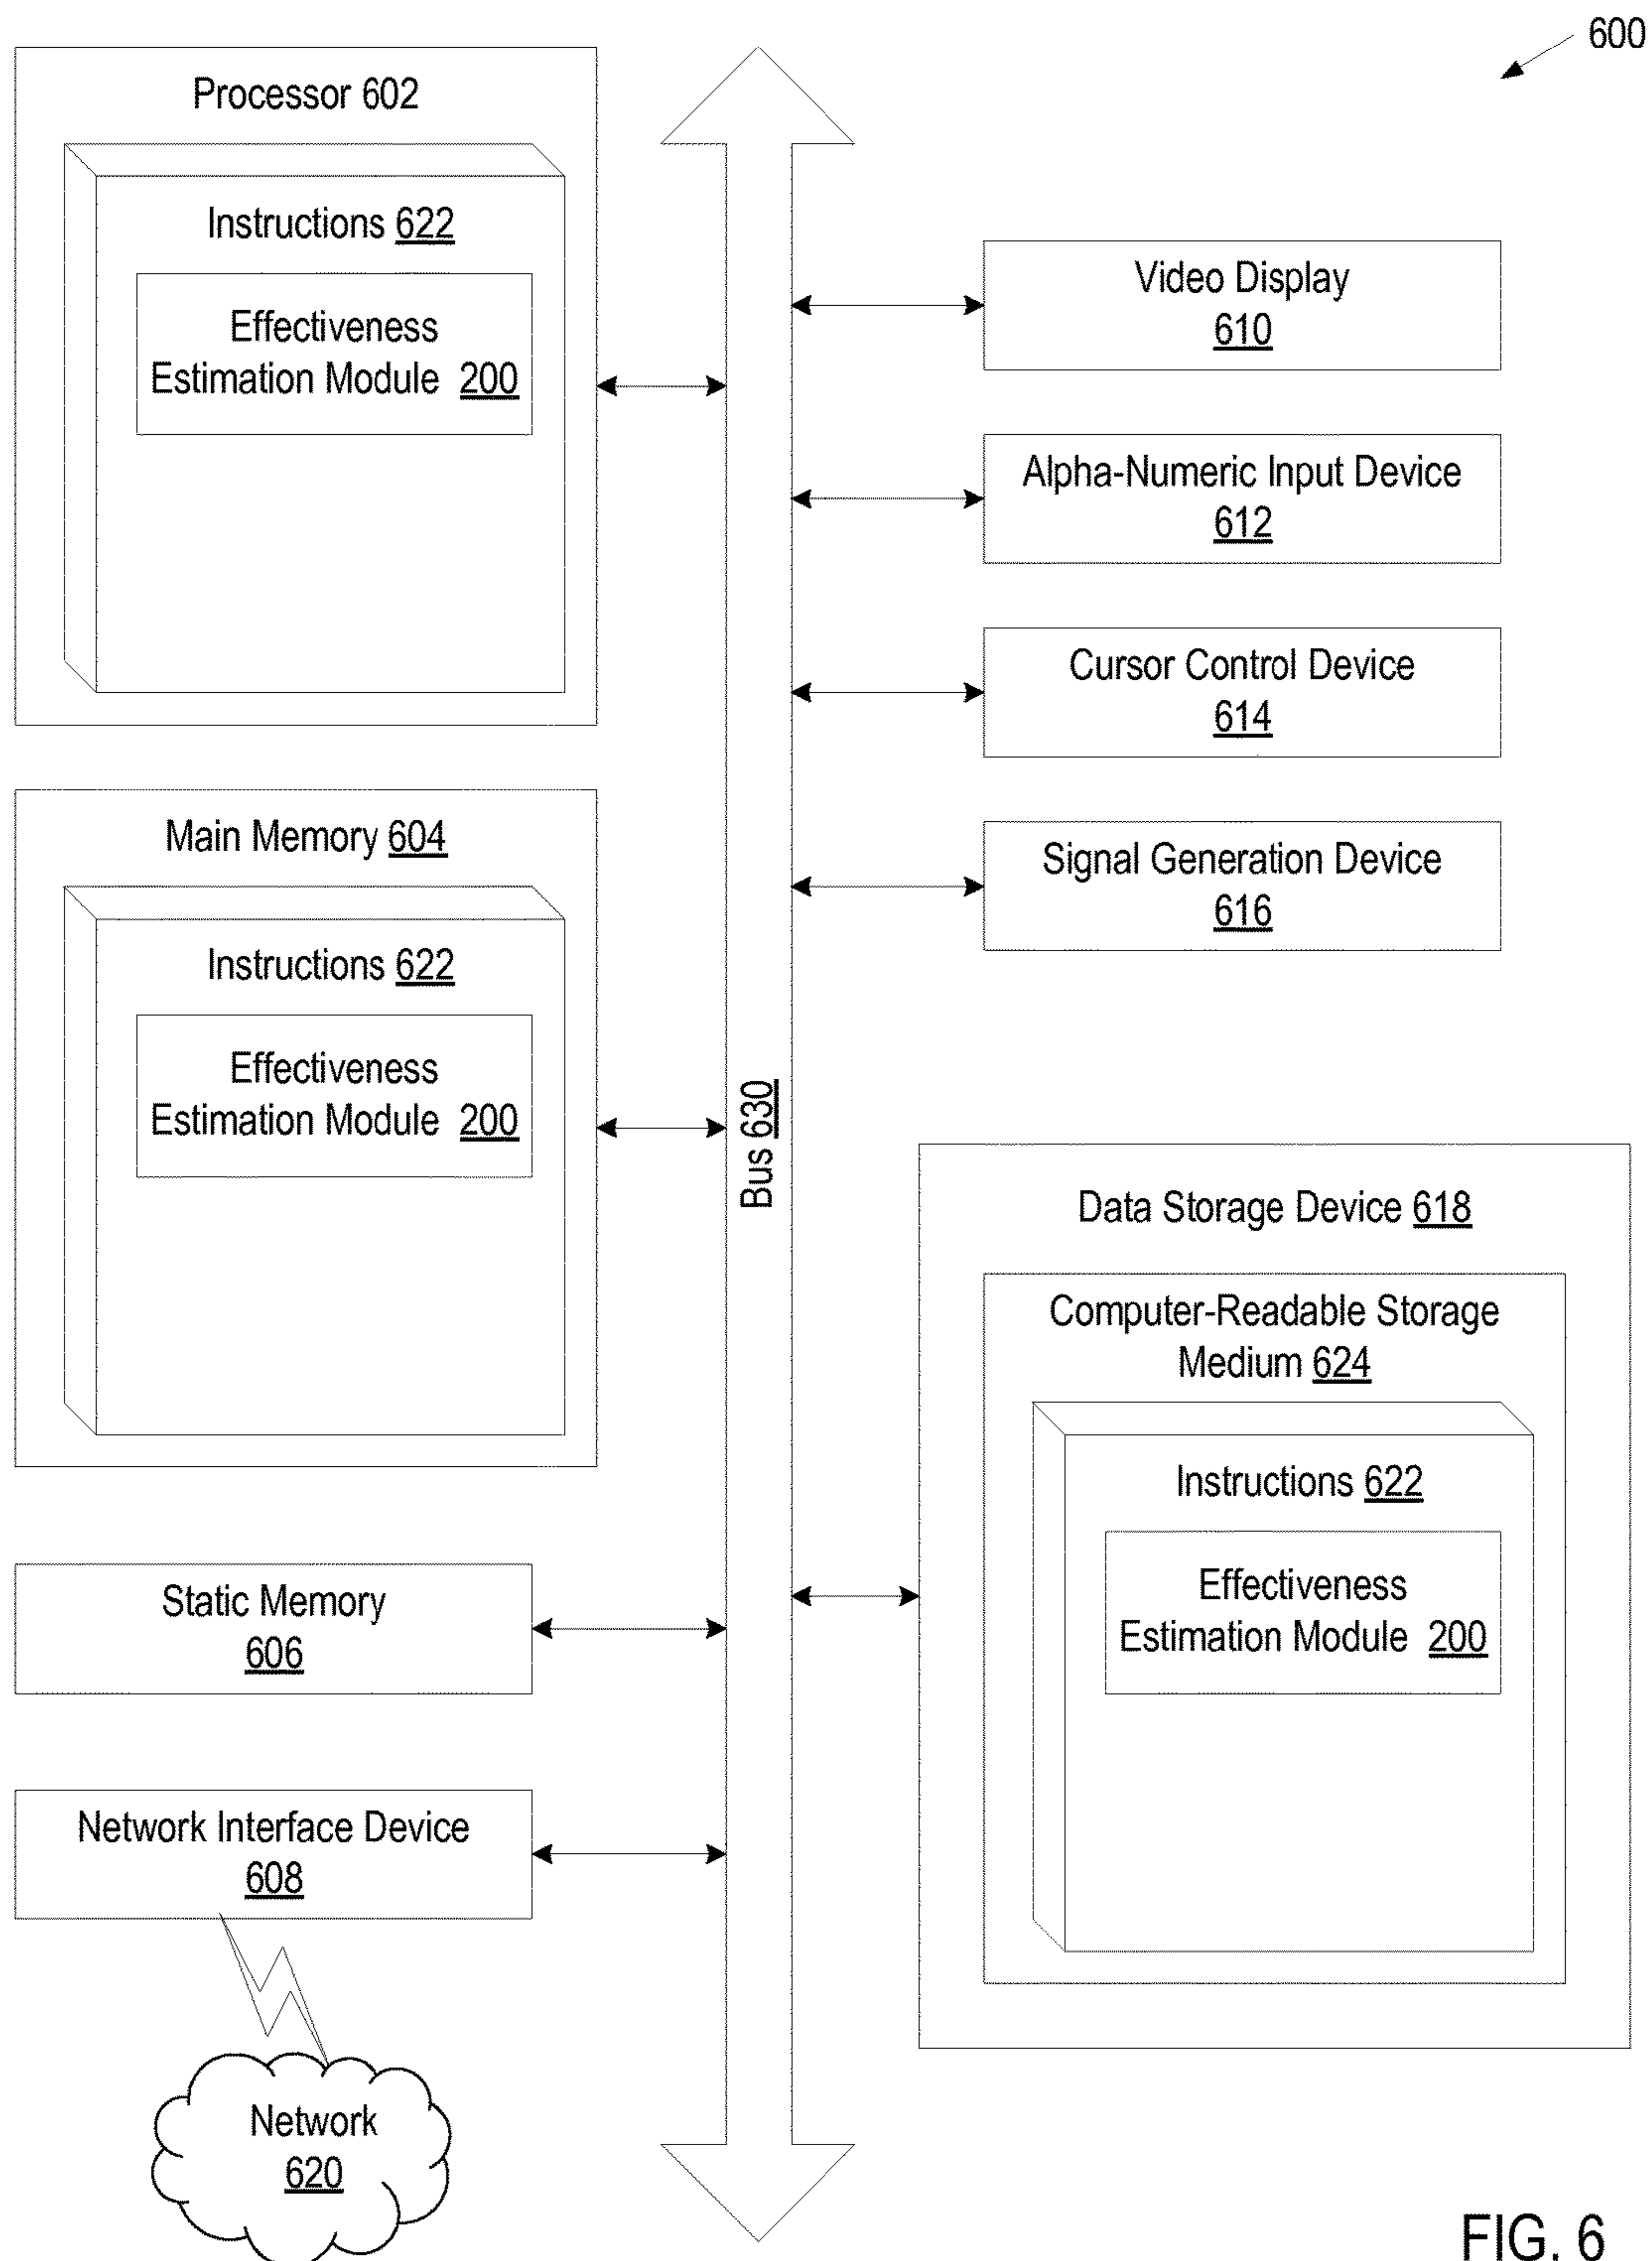 600
Processor 602
Instructions 622
Effectiveness
Estimation Module 200
Main Memory 604
Instructions 622
Effectiveness
Estimation Module 200
Static Memory
606
Network Interface Device
608
Network
620
Bus 630
Video Display
610
Alpha-Numeric Input Device
612
Cursor Control Device
614
Signal Generation Device
616
Data Storage Device 618
Computer-Readable Storage
Medium 624
Instructions 622
Effectiveness
Estimation Module 200
FIG. 6